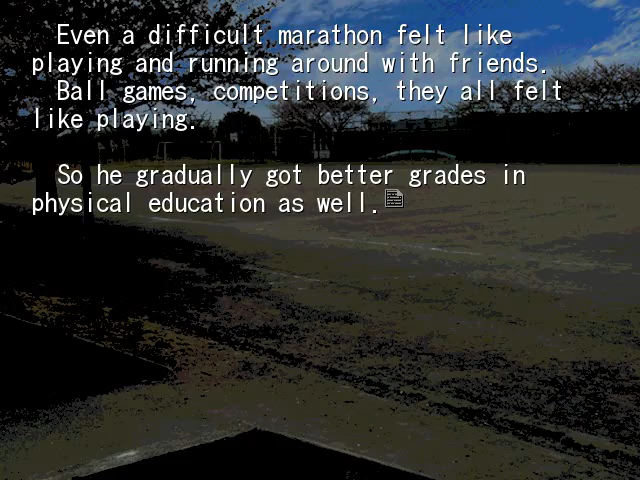 Even a difficult marathon felt like
playing and running around with friends.
Ball games, competitions, they all felt
like playing.
So he gradually got better grades in
physical education as well.